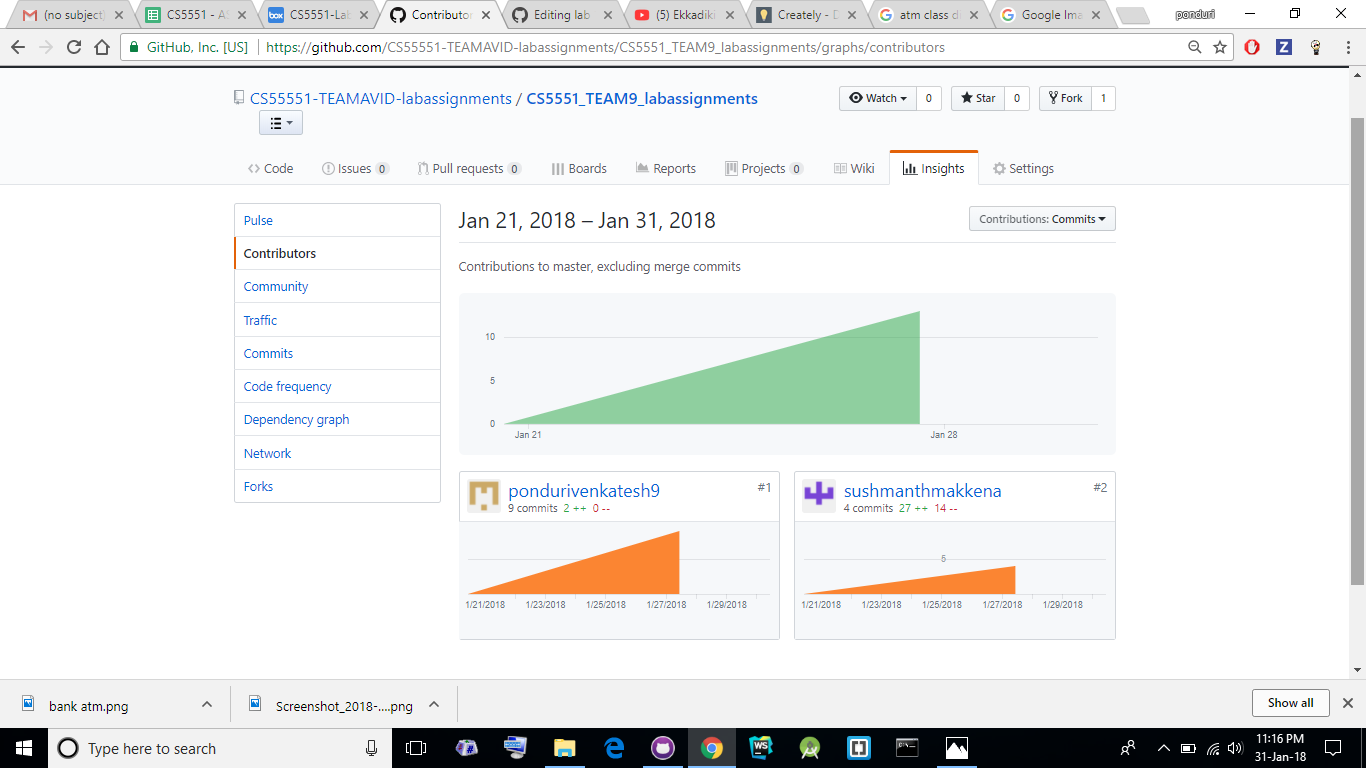 (no subject)
CS5551 - AS
CS5551-Lab
Contributor
Editing lab
(5) Ekkadiki
Creately - D
atm class di
Google Ima
ponduri
GitHub, Inc. [US]
https://github.com/CS55551-TEAMAVID-labassignments/CS5551_TEAM9_labassignments/graphs/contributors
CS55551-TEAMAVID-labassignments / CS5551_TEAM9_labassignments
Watch 0
Star 0
Fork 1
Code
Issues 0
Pull requests 0
Boards
Reports
Projects 0
Wiki
Insights
Settings
Pulse
Contributors
Community
Traffic
Commits
Code frequency
Dependency graph
Network
Forks
Jan 21, 2018 – Jan 31, 2018
Contributions: Commits
Contributions to master, excluding merge commits
10
5
0
Jan 21
Jan 28
pondurivenkatesh9
#1
9 commits 2 ++ 0 --
1/21/2018 1/23/2018 1/25/2018 1/27/2018 1/29/2018
sushmanthmakkena
#2
4 commits 27 ++ 14 --
5
1/21/2018 1/23/2018 1/25/2018 1/27/2018 1/29/2018
bank atm.png
Screenshot_2018-....png
Show all
Type here to search
11:16 PM
31-Jan-18